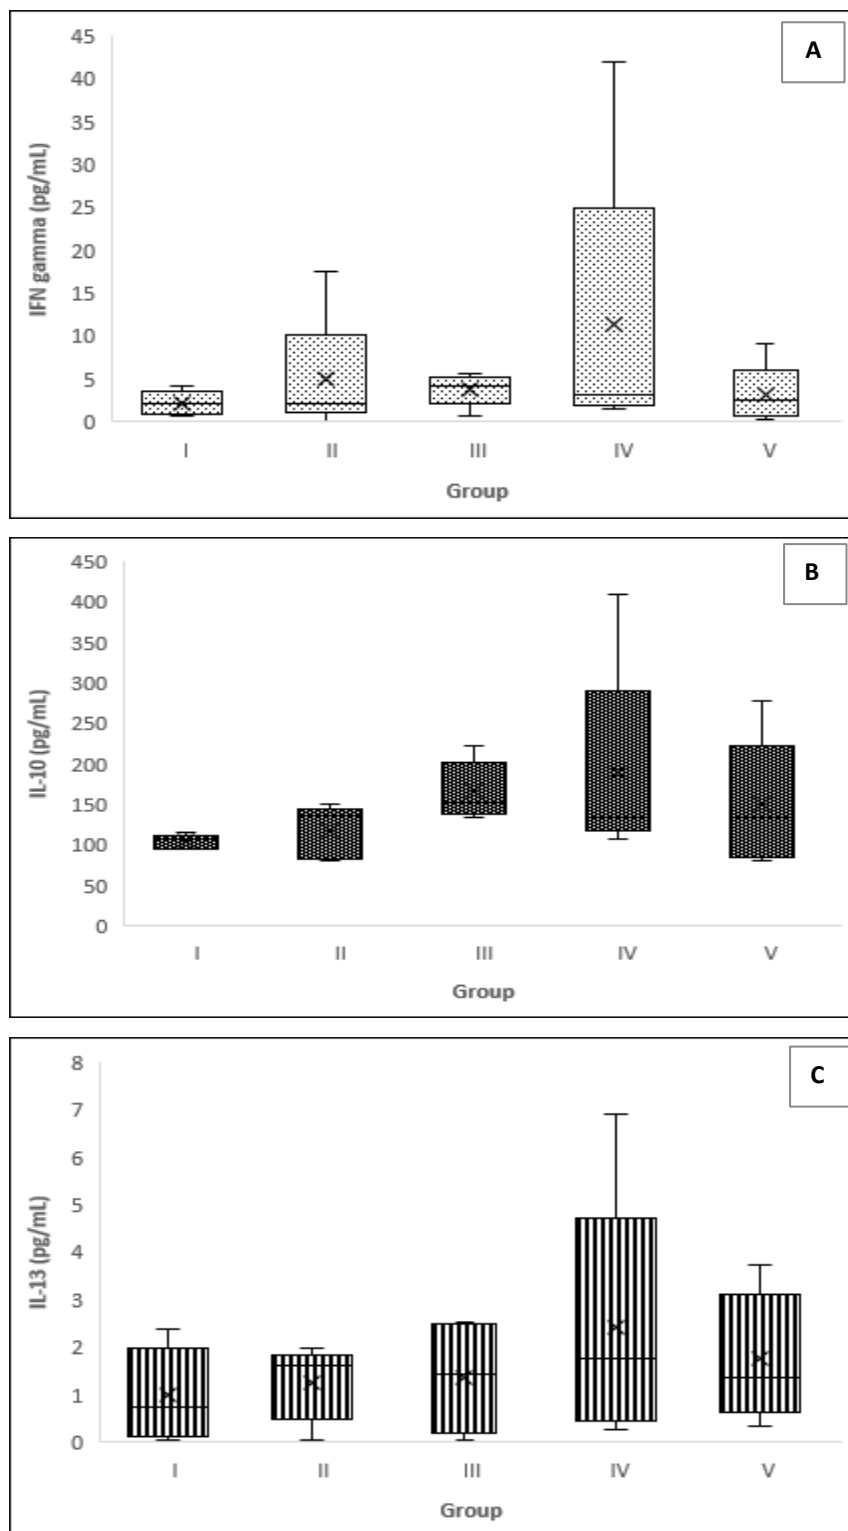 A
45
40
35
30
25
20
15
10
5
0
IFN gamma (pg/mL)
I II III IV V
Group
B
450
400
350
300
250
200
150
100
50
0
IL-10 (pg/mL)
I II III IV V
Group
C
8
7
6
5
4
3
2
1
0
IL-13 (pg/mL)
I II III IV V
Group